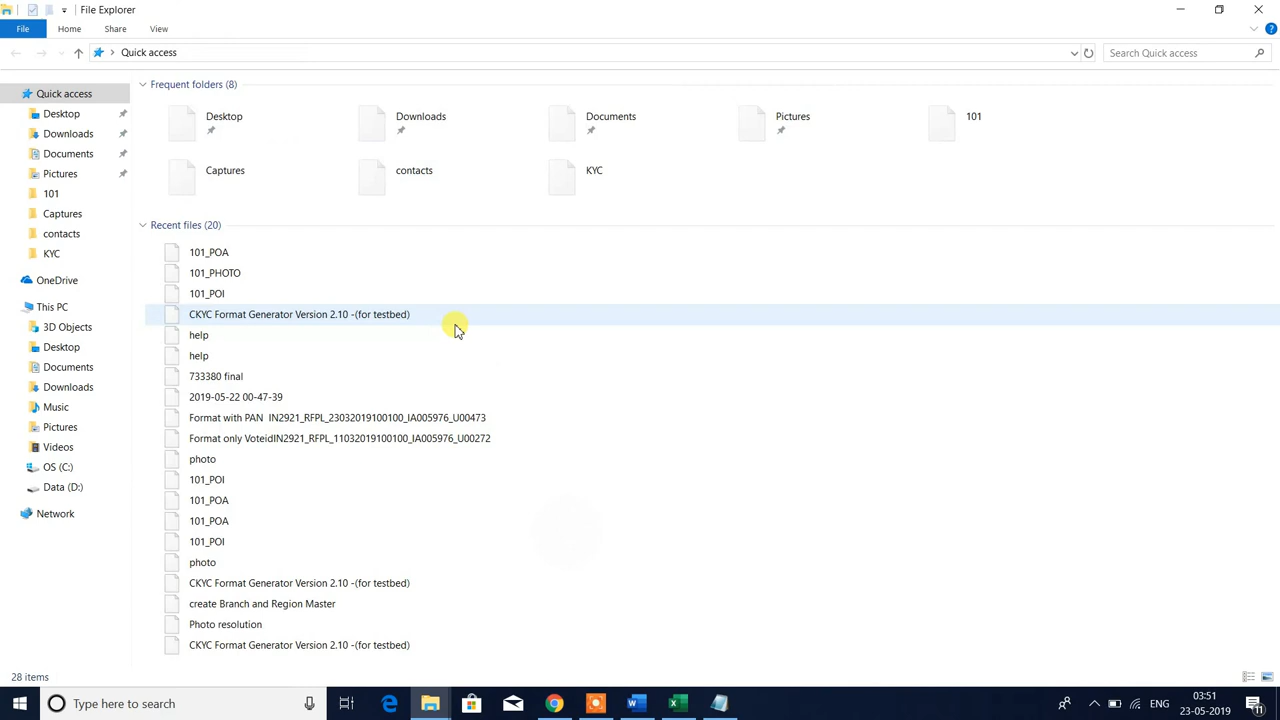 File Explorer
File Home Share View
Quick access Search Quick access
Quick access
Desktop
Downloads
Documents
Pictures
101
Captures
contacts
KYC
OneDrive
This PC
3D Objects
Desktop
Documents
Downloads
Music
Pictures
Videos
OS (C:)
Data (D:)
Network
Frequent folders (8)
Desktop Downloads Documents Pictures 101
Captures contacts KYC
Recent files (20)
101_POA
101_PHOTO
101_POI
CKYC Format Generator Version 2.10 -(for testbed)
help
help
733380 final
2019-05-22 00-47-39
Format with PAN  IN2921_RFPL_23032019100100_IA005976_U00473
Format only VoteidIN2921_RFPL_11032019100100_IA005976_U00272
photo
101_POI
101_POA
101_POA
101_POI
photo
CKYC Format Generator Version 2.10 -(for testbed)
create Branch and Region Master
Photo resolution
CKYC Format Generator Version 2.10 -(for testbed)
28 items
Type here to search
ENG
03:51
23-05-2019
11